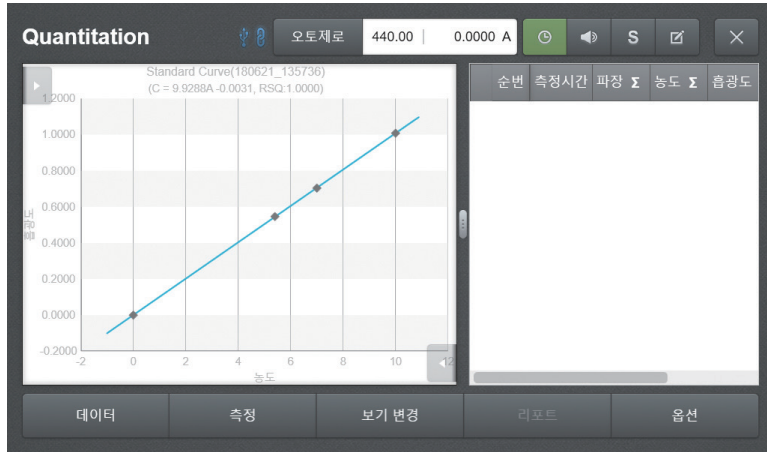 Quantitation 오토제로 440.00 0.0000 A S
Standard Curve(180621_135736)
(C = 9.9288A -0.0031, RSQ:1.0000)
순번 측정시간 파장 Σ 농도 Σ 흡광도
1.2000
1.0000
0.8000
0.6000
0.4000
0.2000
0.0000
-0.2000
흡광도
-2 0 2 4 6 8 10 12
농도
데이터 측정 보기 변경 리포트 옵션